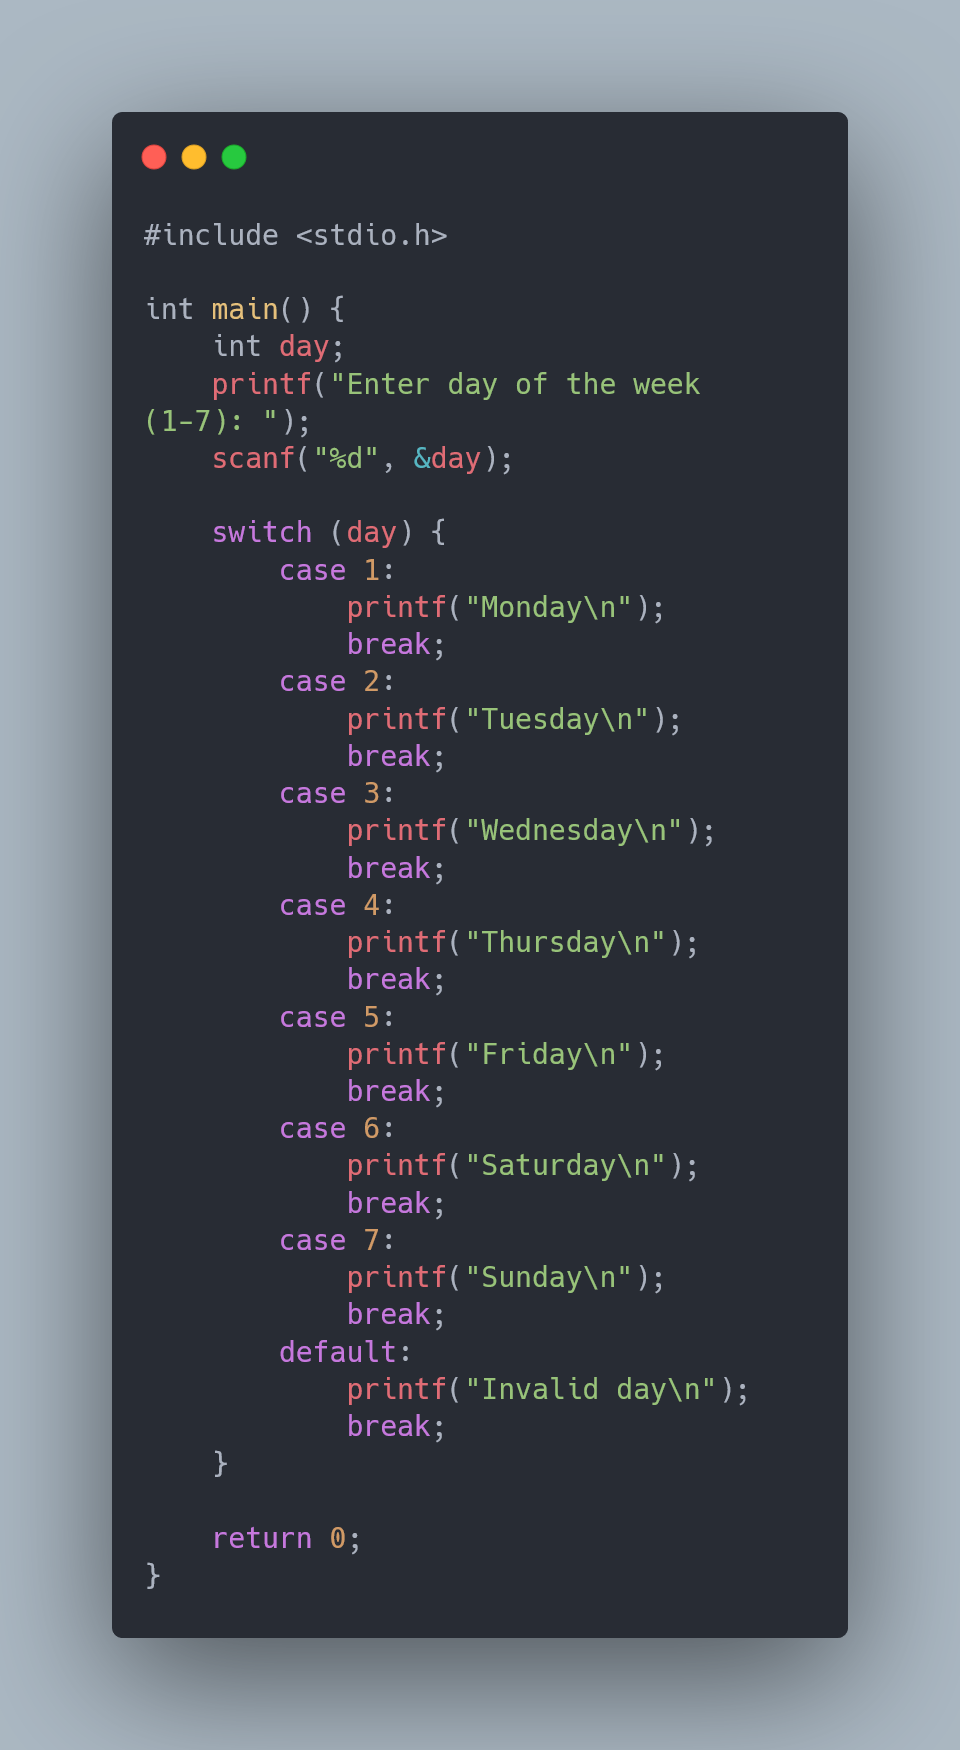 #include <stdio.h>

int main() {
    int day;
    printf("Enter day of the week
(1-7): ");
    scanf("%d", &day);

    switch (day) {
        case 1:
            printf("Monday\n");
            break;
        case 2:
            printf("Tuesday\n");
            break;
        case 3:
            printf("Wednesday\n");
            break;
        case 4:
            printf("Thursday\n");
            break;
        case 5:
            printf("Friday\n");
            break;
        case 6:
            printf("Saturday\n");
            break;
        case 7:
            printf("Sunday\n");
            break;
        default:
            printf("Invalid day\n");
            break;
    }

    return 0;
}